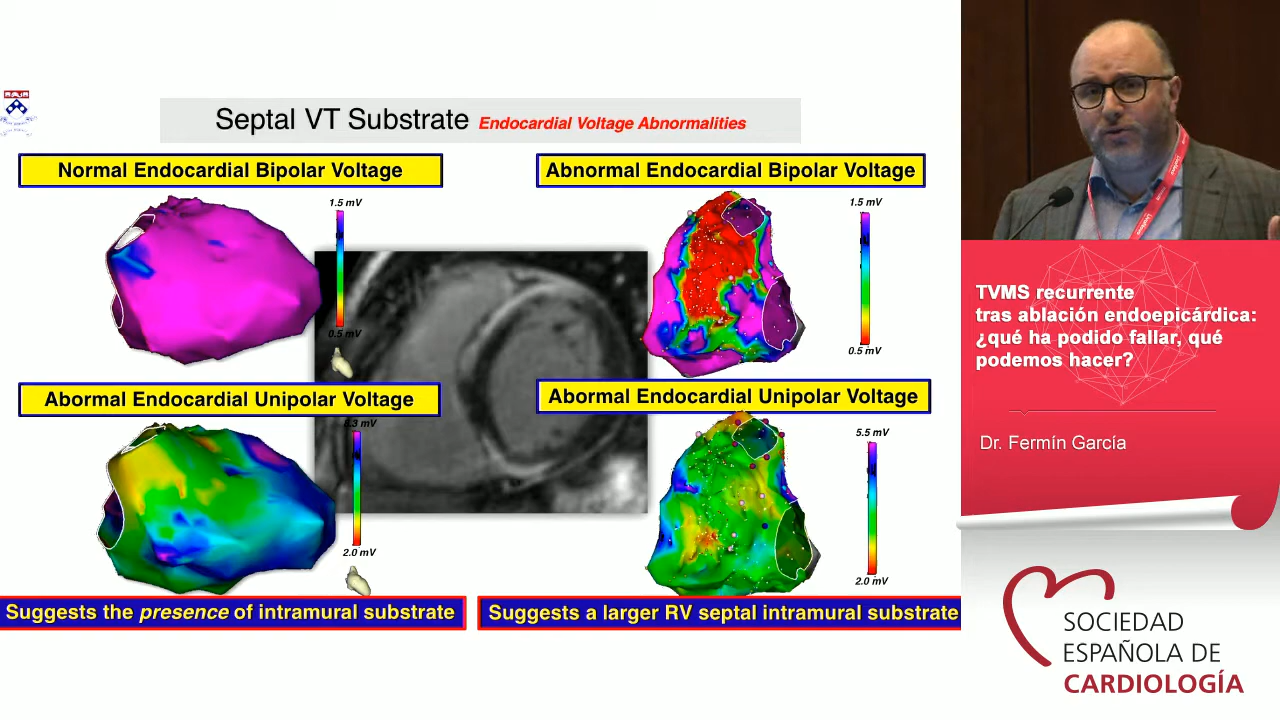 Septal VT Substrate Endocardial Voltage Abnormalities
Normal Endocardial Bipolar Voltage
Abnormal Endocardial Bipolar Voltage
1.5 mV
0.5 mV
1.5 mV
0.5 mV
Abormal Endocardial Unipolar Voltage
Abormal Endocardial Unipolar Voltage
8.3 mV
2.0 mV
5.5 mV
2.0 mV
Suggests the presence of intramural substrate
Suggests a larger RV septal intramural substrate
TVMS recurrente
tras ablación endoepicárdica:
¿qué ha podido fallar, qué
podemos hacer?
Dr. Fermín García
SOCIEDAD
ESPAÑOLA DE
CARDIOLOGÍA